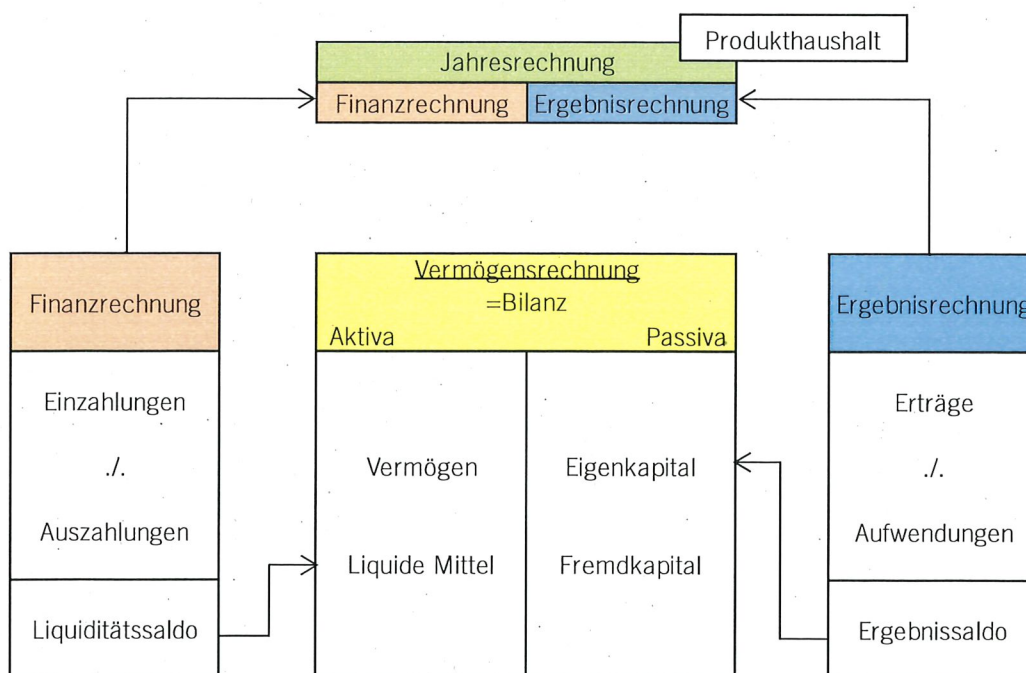 Produkthaushalt
Jahresrechnung
Finanzrechnung Ergebnisrechnung
Finanzrechnung
Einzahlungen
./.
Auszahlungen
Liquiditätssaldo
Vermögensrechnung
=Bilanz
Aktiva Passiva
Vermögen Eigenkapital
Liquide Mittel Fremdkapital
Ergebnisrechnung
Erträge
./.
Aufwendungen
Ergebnissaldo